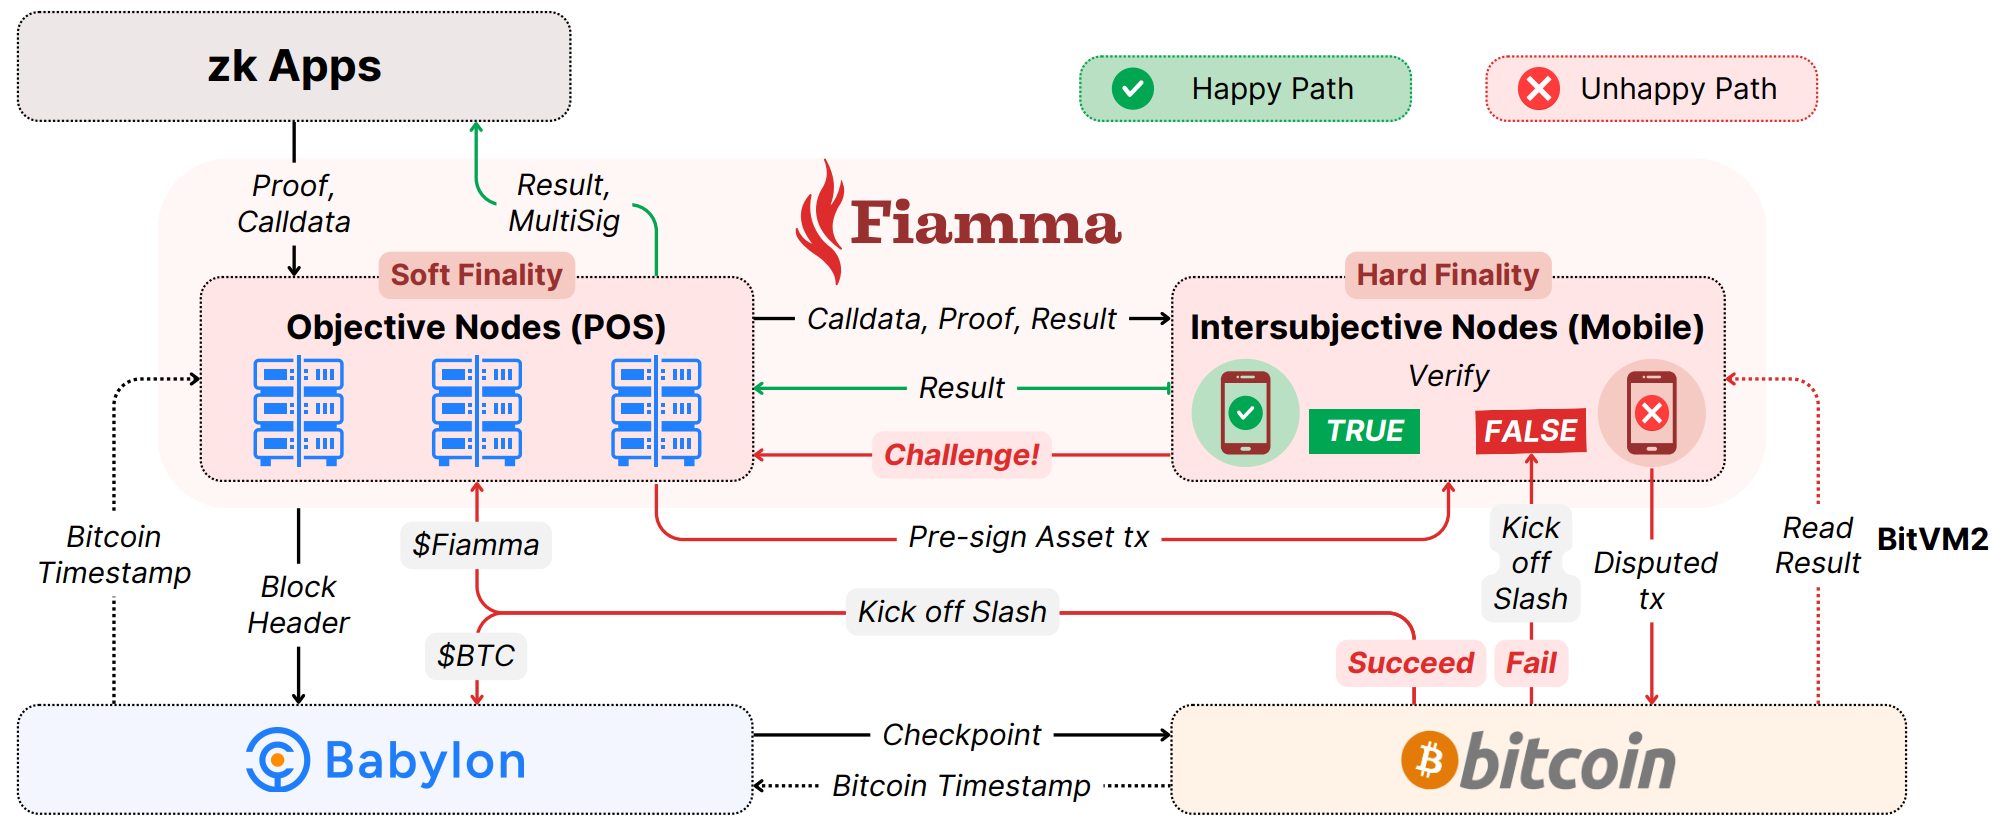 zk Apps
Happy Path
Unhappy Path
Proof,
Calldata
Result,
MultiSig
Fiamma
Soft Finality
Hard Finality
Objective Nodes (POS)
Calldata, Proof, Result
Intersubjective Nodes (Mobile)
Verify
Result
TRUE
FALSE
Challenge!
Bitcoin
Timestamp
Block
Header
$Fiamma
Pre-sign Asset tx
Kick
off
Slash
Disputed
tx
Read
Result
BitVM2
Kick off Slash
$BTC
Succeed
Fail
Babylon
Checkpoint
Bitcoin Timestamp
bitcoin